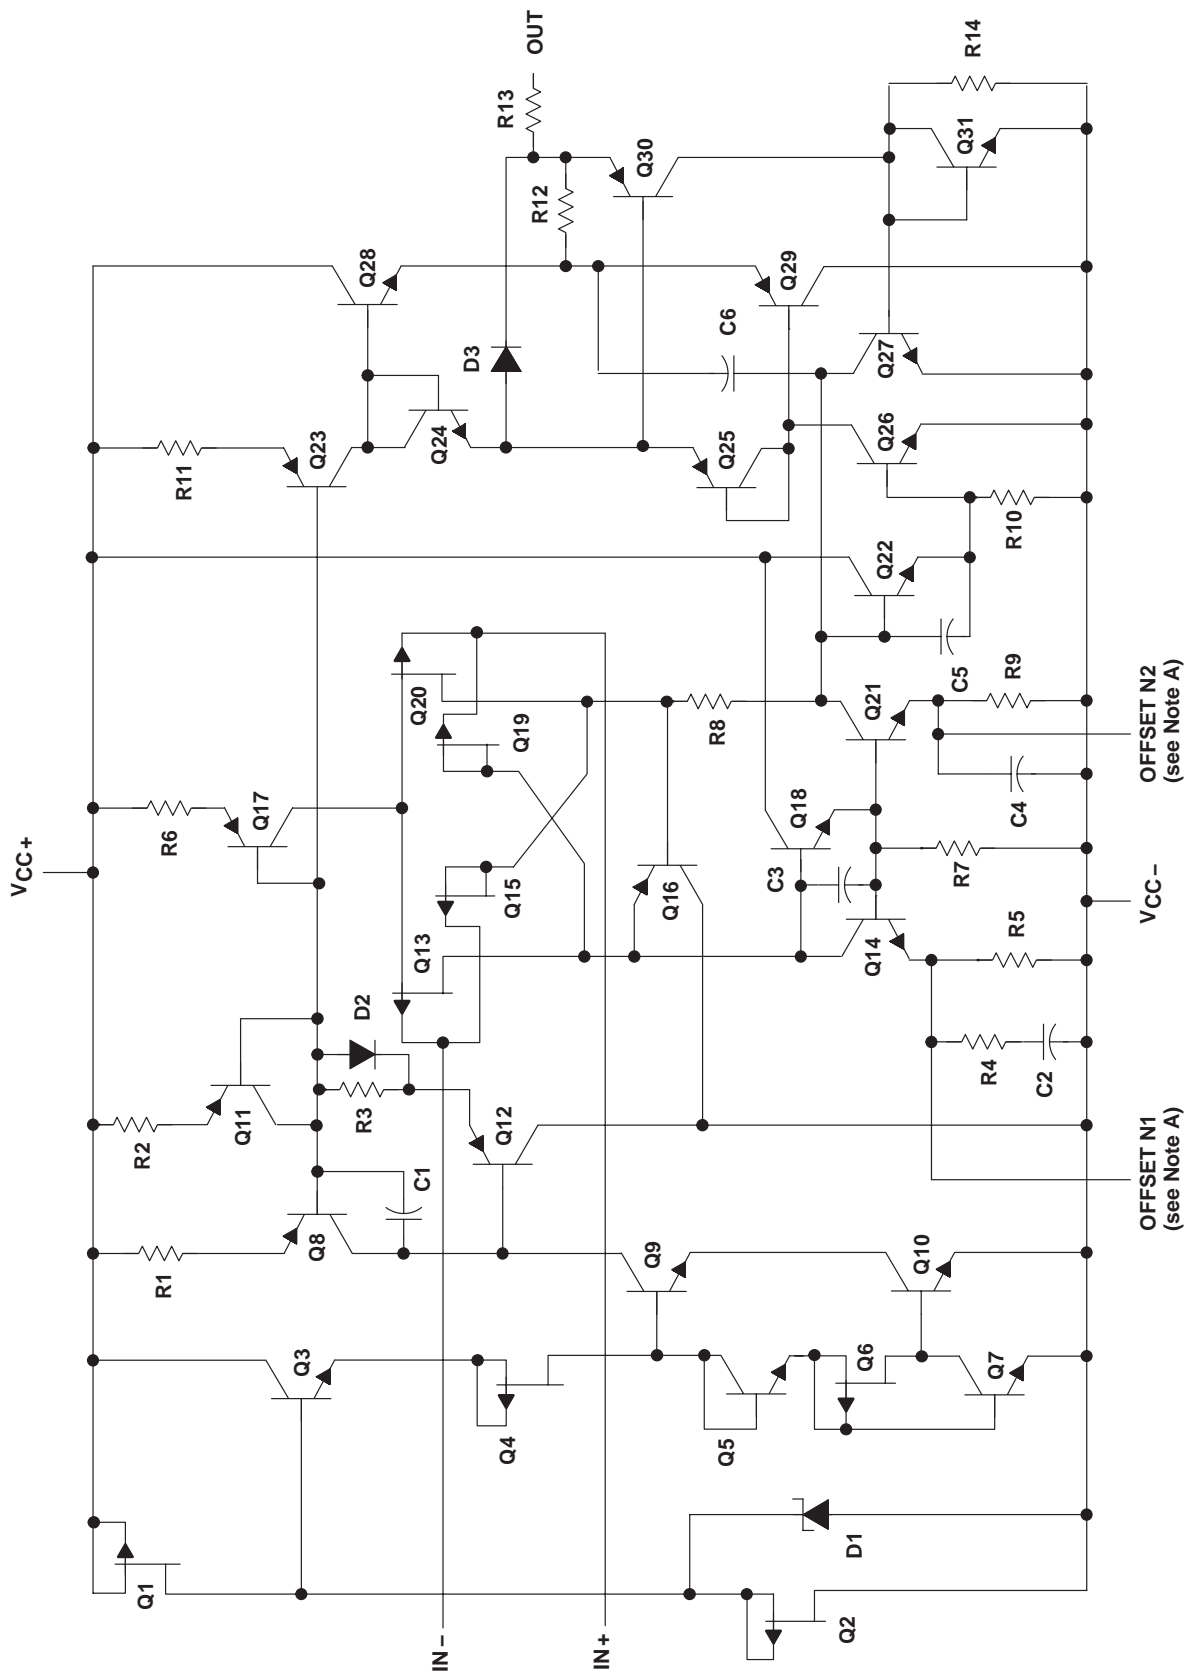 VCC+
Q1
R1
R2
R6
R11
Q3
Q8
Q11
Q17
Q23
Q28
R3
D2
C1
Q12
Q13
Q20
Q15
Q19
Q24
D3
R12
R13
OUT
Q4
IN –
IN +
Q9
Q16
R8
Q25
Q30
C6
Q5
Q6
Q10
C3
Q18
Q29
D1
Q2
Q7
Q14
Q21
Q22
Q26
Q27
Q31
R14
R4
C2
R5
R7
C4
C5
R9
R10
OFFSET N1
(see Note A)
VCC –
OFFSET N2
(see Note A)